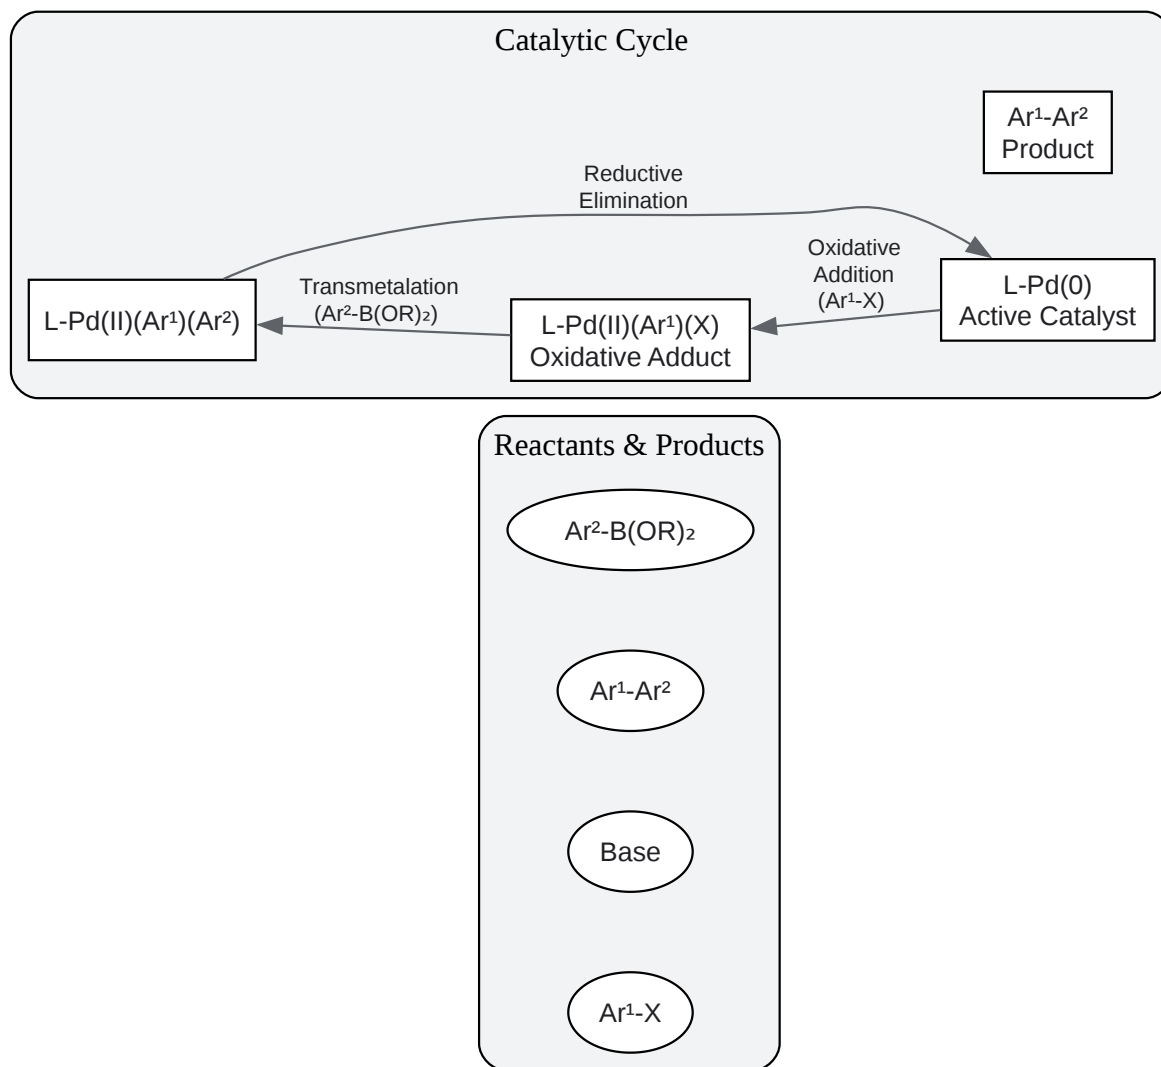 Catalytic Cycle
Ar¹-Ar²
Product
Reductive
Elimination
Oxidative
Addition
(Ar¹-X)
L-Pd(0)
Active Catalyst
Transmetalation
(Ar²-B(OR)₂)
L-Pd(II)(Ar¹)(Ar²)
L-Pd(II)(Ar¹)(X)
Oxidative Adduct
Reactants & Products
Ar²-B(OR)₂
Ar¹-Ar²
Base
Ar¹-X